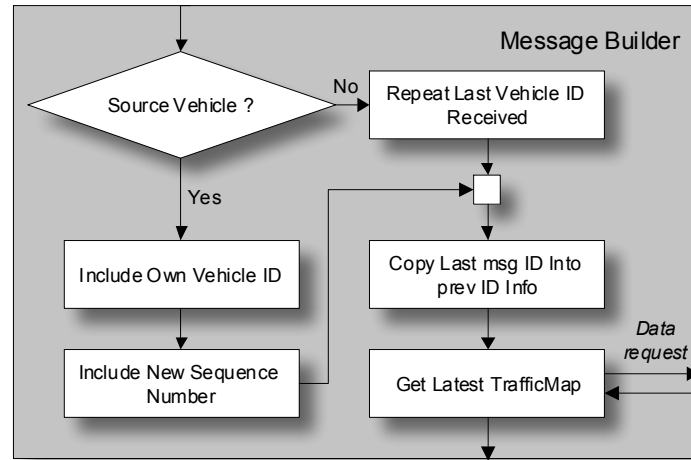 Message Builder
Source Vehicle ?
No
Repeat Last Vehicle ID
Received
Yes
Include Own Vehicle ID
Copy Last msg ID Into
prev ID Info
Data
request
Include New Sequence
Number
Get Latest TrafficMap